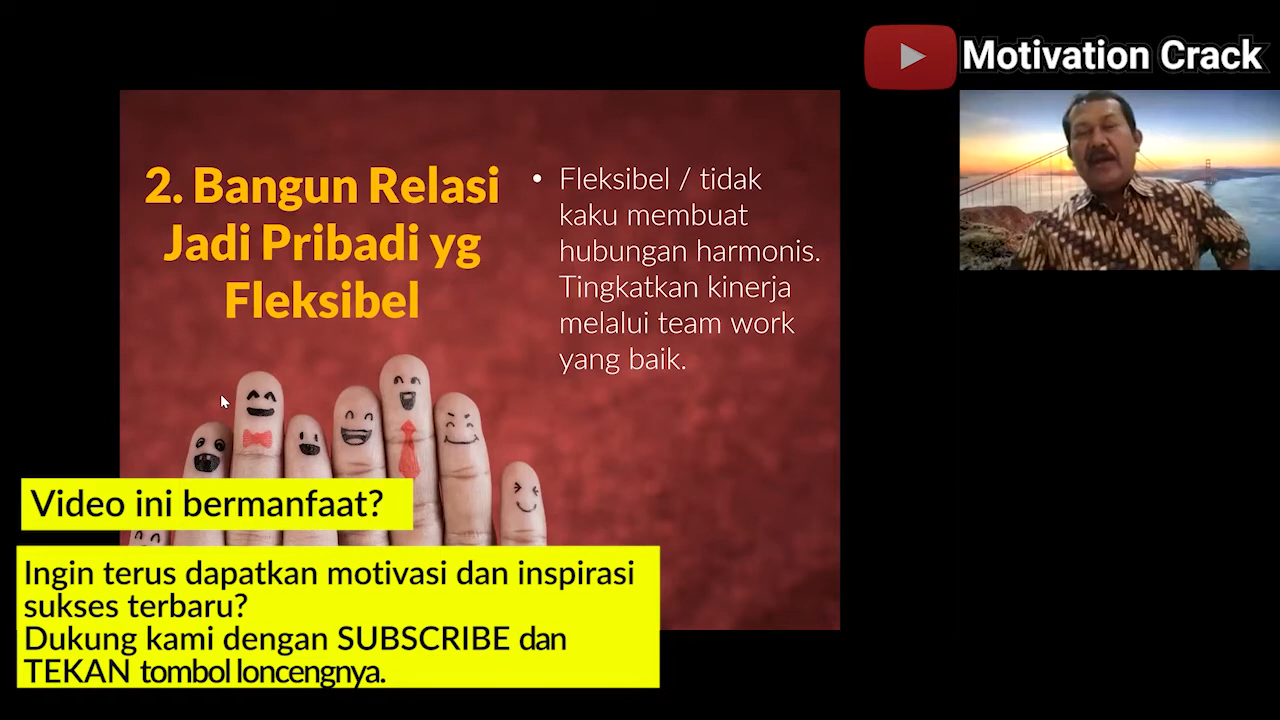 Motivation Crack
2. Bangun Relasi
Jadi Pribadi yg
Fleksibel
• Fleksibel / tidak
kaku membuat
hubungan harmonis.
Tingkatkan kinerja
melalui team work
yang baik.
Video ini bermanfaat?
Ingin terus dapatkan motivasi dan inspirasi
sukses terbaru?
Dukung kami dengan SUBSCRIBE dan
TEKAN tombol loncengnya.